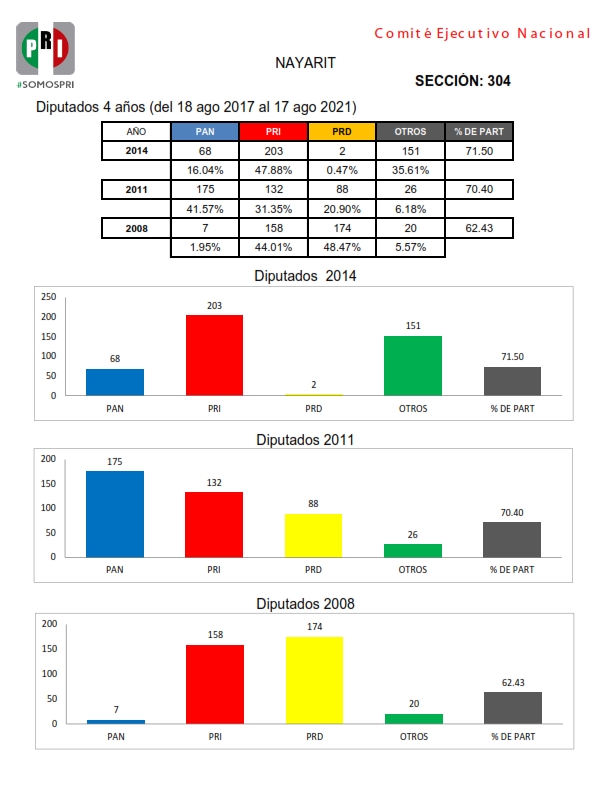 Comité Ejecutivo Nacional
PRI
#SOMOSPRI
NAYARIT
SECCIÓN: 304
Diputados 4 años (del 18 ago 2017 al 17 ago 2021)
AÑO PAN PRI PRD OTROS % DE PART
2014 68 203 2 151 71.50
16.04% 47.88% 0.47% 35.61%
2011 175 132 88 26 70.40
41.57% 31.35% 20.90% 6.18%
2008 7 158 174 20 62.43
1.95% 44.01% 48.47% 5.57%
Diputados 2014
250
200
150
100
50
0
68 203 2 151 71.50
PAN PRI PRD OTROS % DE PART
Diputados 2011
200
150
100
50
0
175 132 88 26 70.40
PAN PRI PRD OTROS % DE PART
Diputados 2008
200
150
100
50
0
7 158 174 20 62.43
PAN PRI PRD OTROS % DE PART